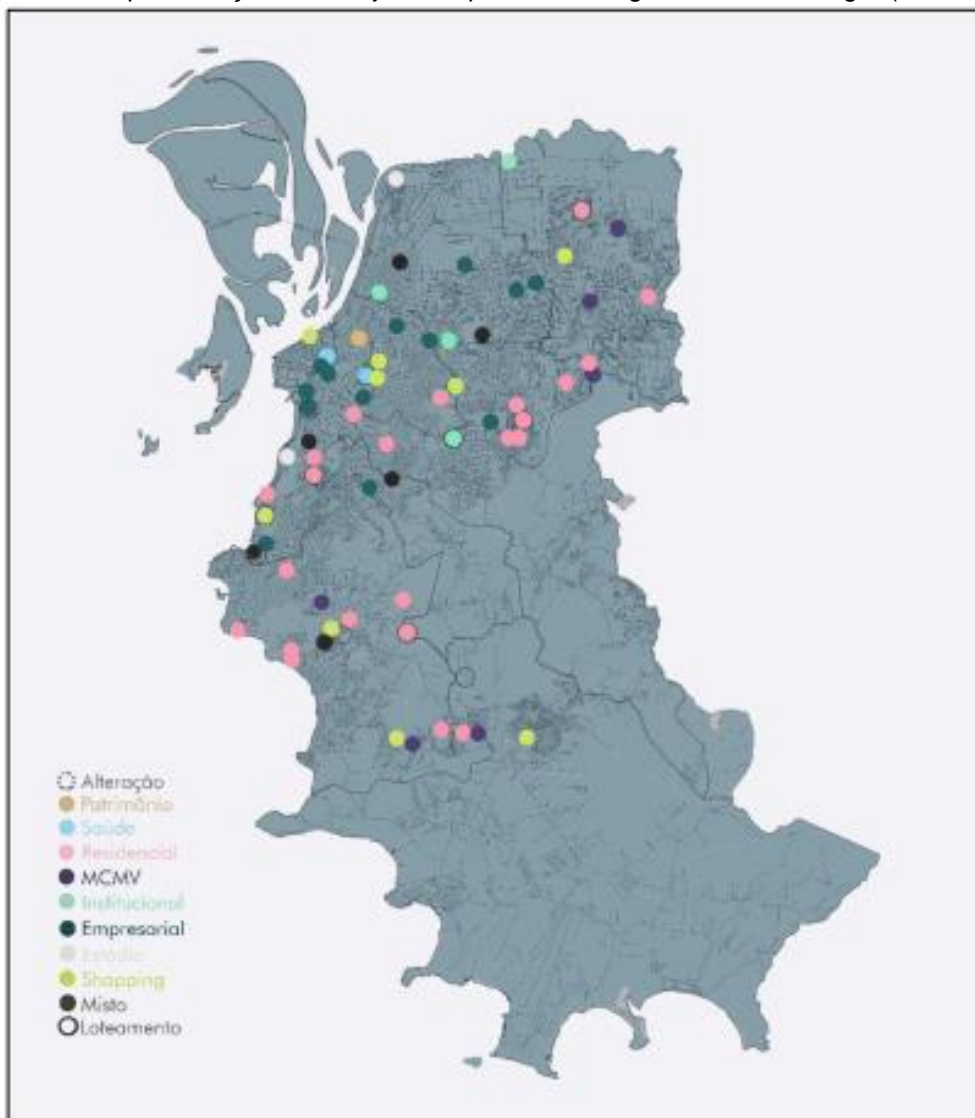 Alteração
Patrimônio
Saúde
Residencial
MCMV
Institucional
Empresarial
Estádio
Shopping
Misto
Loteamento